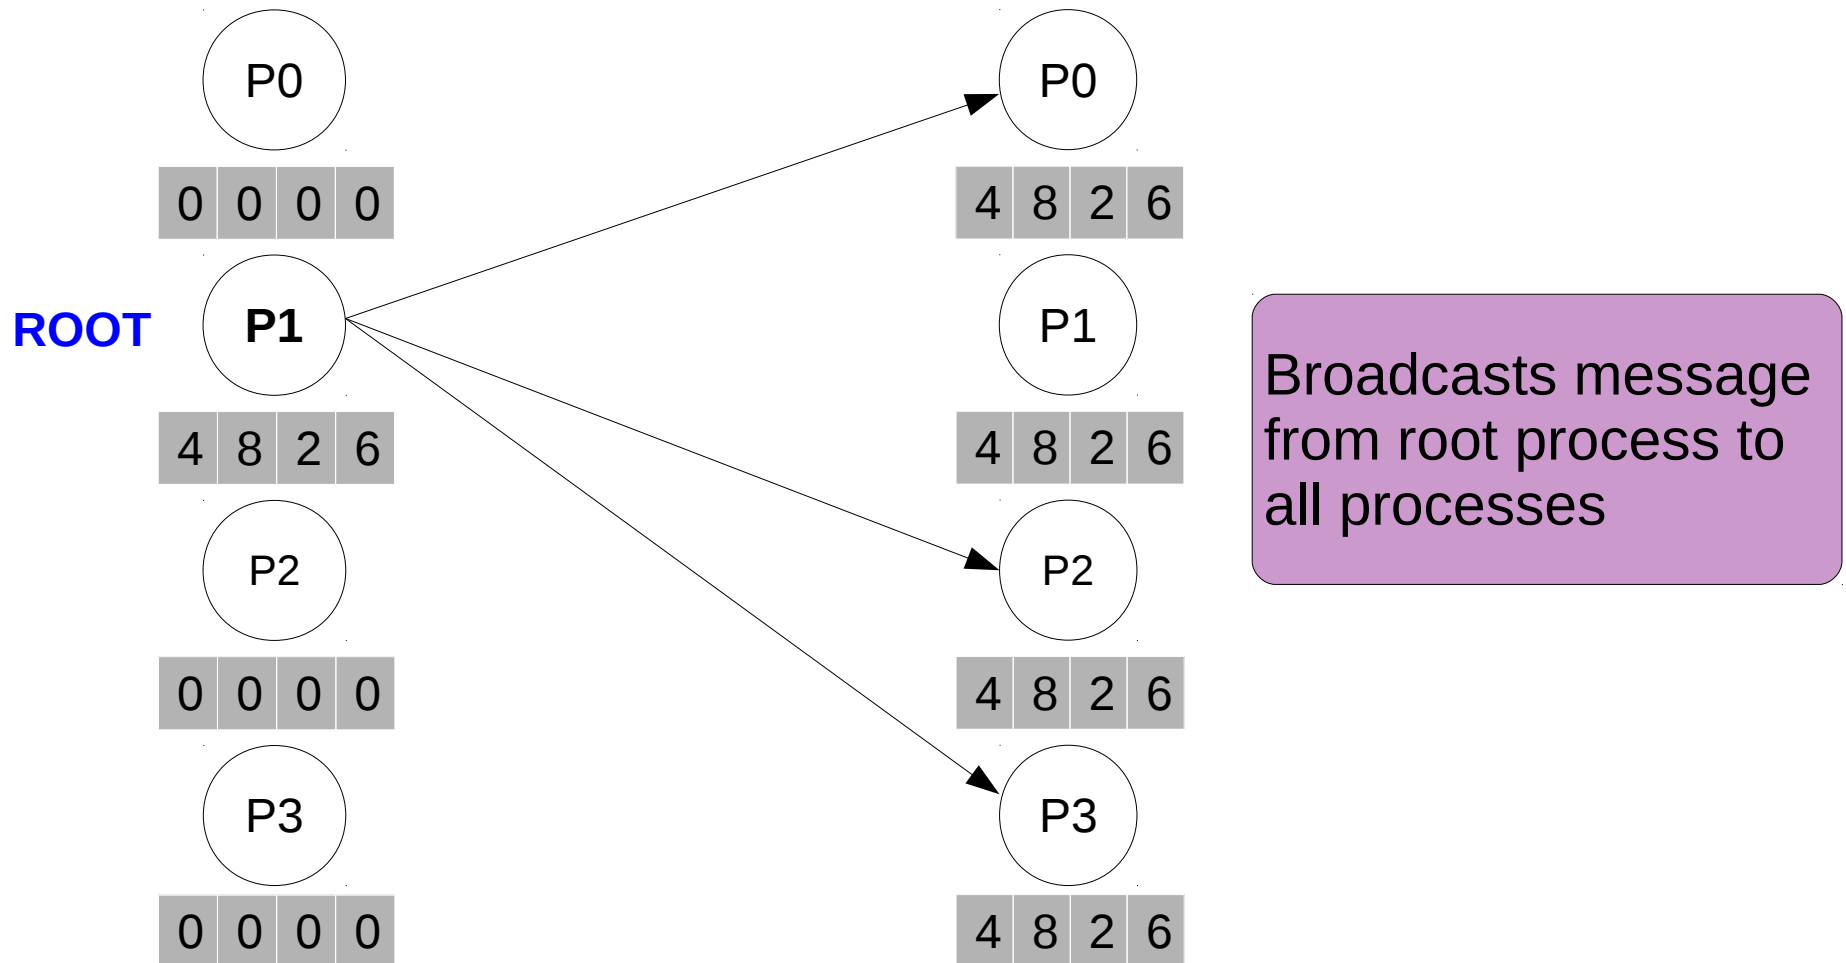 P0 P0
0 0 0 0 4 8 2 6
ROOT P1 P1
4 8 2 6 4 8 2 6
P2 P2
0 0 0 0 4 8 2 6
P3 P3
0 0 0 0 4 8 2 6
Broadcasts message
from root process to
all processes